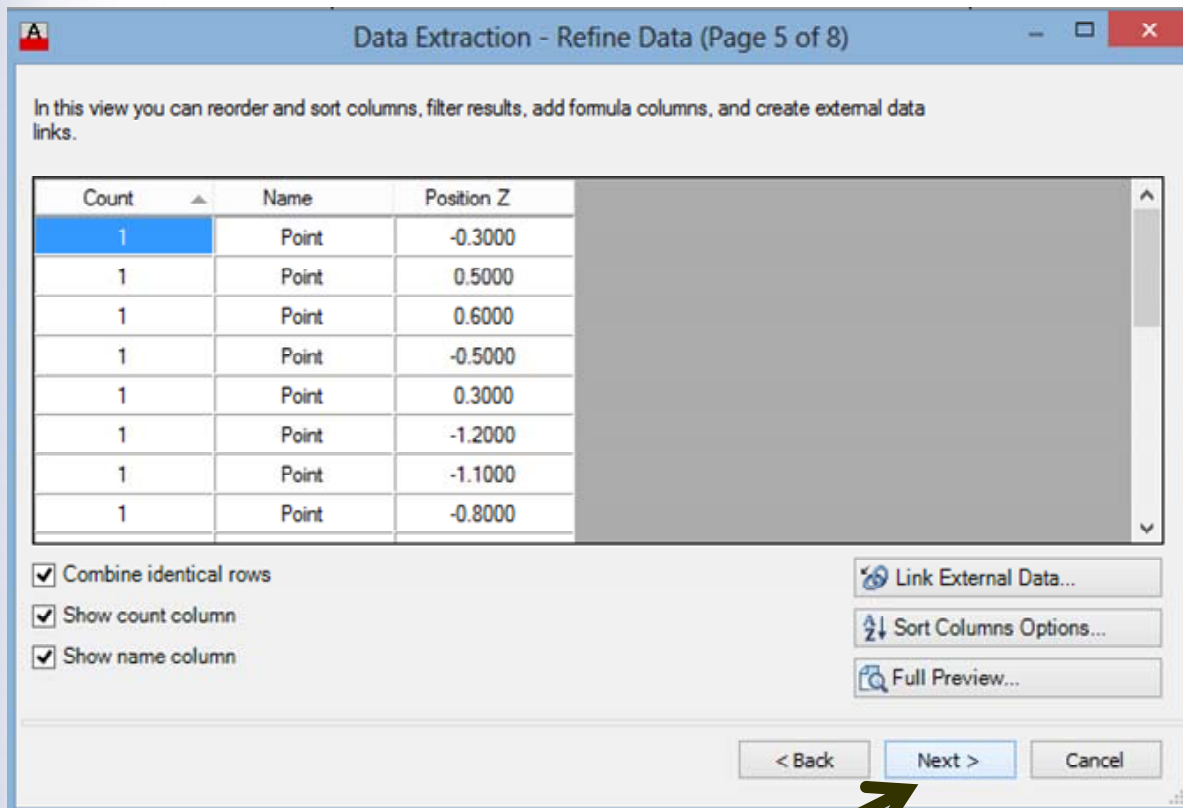 A
Data Extraction - Refine Data (Page 5 of 8)
In this view you can reorder and sort columns, filter results, add formula columns, and create external data
links.
Count Name Position Z
1 Point -0.3000
1 Point 0.5000
1 Point 0.6000
1 Point -0.5000
1 Point 0.3000
1 Point -1.2000
1 Point -1.1000
1 Point -0.8000
Combine identical rows
Show count column
Show name column
Link External Data...
Sort Columns Options...
Full Preview...
< Back Next > Cancel